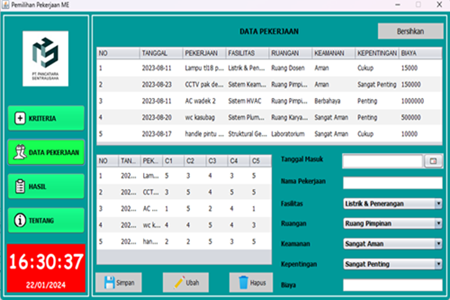 Pemilihan Pekerjaan ME
PT. PANCATAMA
SENTRALISASIA
KRITERIA
DATA PEKERJAAN
HASIL
TENTANG
16:30:37
22/01/2024
DATA PEKERJAAN
Bersihkan
NO TANGGAL PEKERJAAN FASILITAS RUANGAN KEAMANAN KEPENTINGAN BIAYA
1 2023-08-11 Lampu tl18 p... Listrik & Pen... Ruang Dosen Aman Cukup 15000
2 2023-08-23 CCTV pak de... Sistem Keam... Ruang Pimpi... Aman Sangat Penting 150000
3 2023-08-11 AC wadek 2 Sistem HVAC Ruang Pimpi... Berbahaya Penting 1000000
4 2023-08-20 wc kasubag Sistem Plum... Ruang Karya... Sangat Aman Penting 500000
5 2023-08-17 handle pintu ... Struktural Ge... Laboratorium Sangat Aman Cukup 10000
NO TAN... PEK... C1 C2 C3 C4 C5
1 202... Lam... 5 3 4 3 5
2 202... CCT... 3 5 4 5 5
3 202... AC ... 1 5 2 4 1
4 202... wc k... 4 4 5 4 3
5 202... han... 2 2 5 3 5
Tanggal Masuk
Nama Pekerjaan
Fasilitas Listrik & Penerangan
Ruangan Ruang Pimpinan
Keamanan Sangat Aman
Kepentingan Sangat Penting
Biaya
Simpan
Ubah
Hapus